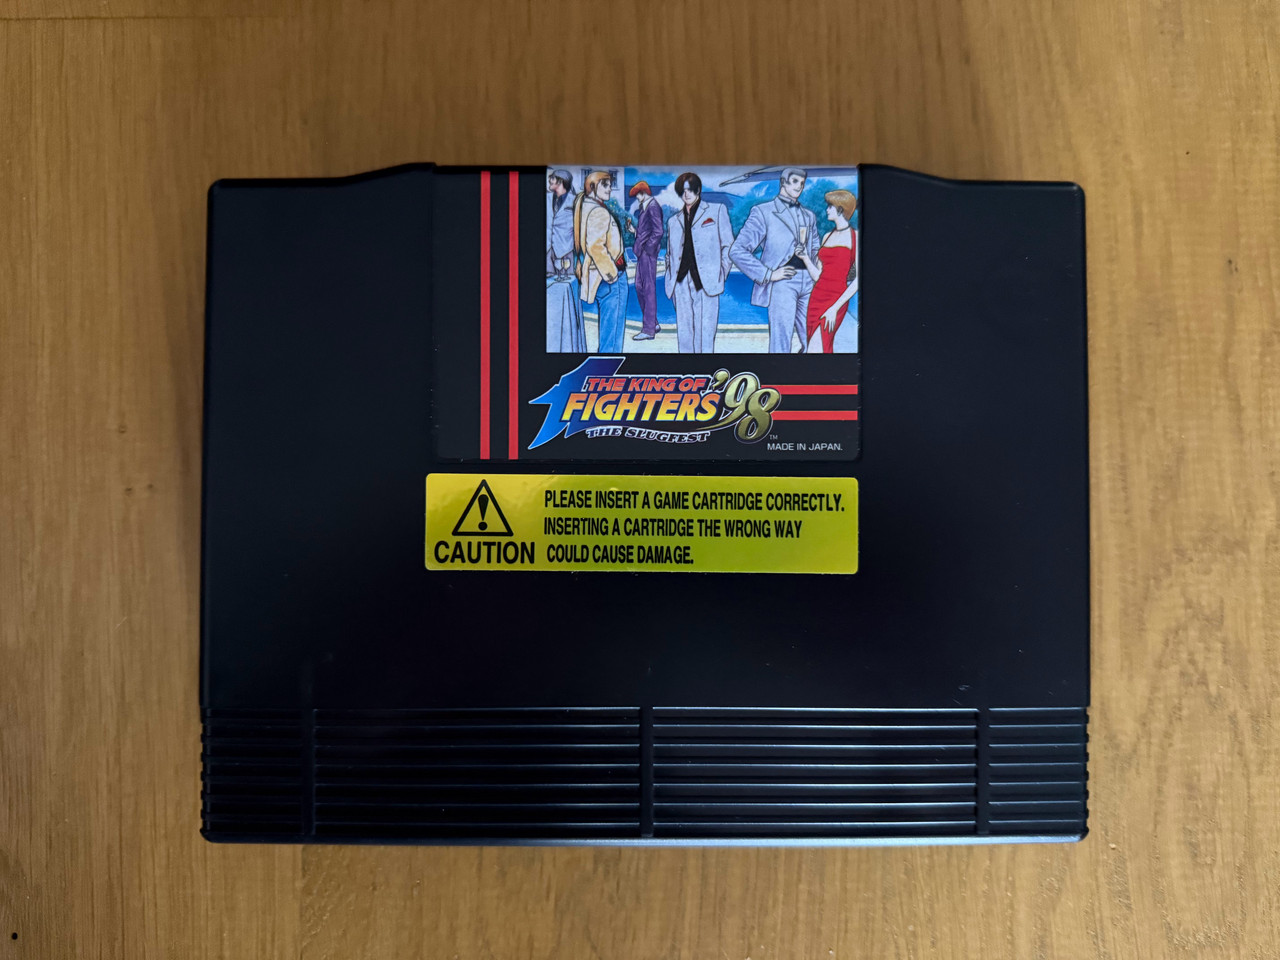 THE KING OF
FIGHTERS '98
THE SLUGFEST
TM
MADE IN JAPAN.
PLEASE INSERT A GAME CARTRIDGE CORRECTLY.
INSERTING A CARTRIDGE THE WRONG WAY
CAUTION COULD CAUSE DAMAGE.